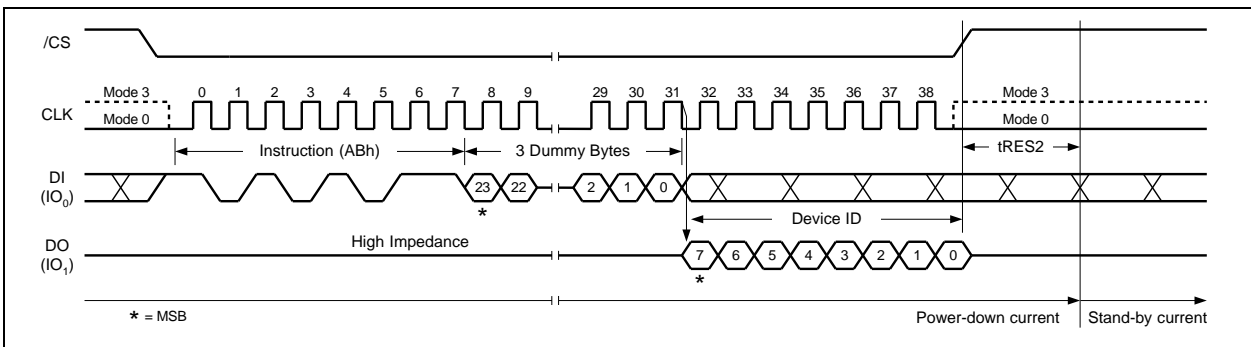 /CS
Mode 3 0 1 2 3 4 5 6 7 8 9 29 30 31 32 33 34 35 36 37 38 Mode 3
CLK
Mode 0 Mode 0
Instruction (ABh) 3 Dummy Bytes tRES2
DI
(IO0)
23 22 2 1 0
*
Device ID
High Impedance
DO
(IO1)
7 6 5 4 3 2 1 0
*
* = MSB
Power-down current Stand-by current